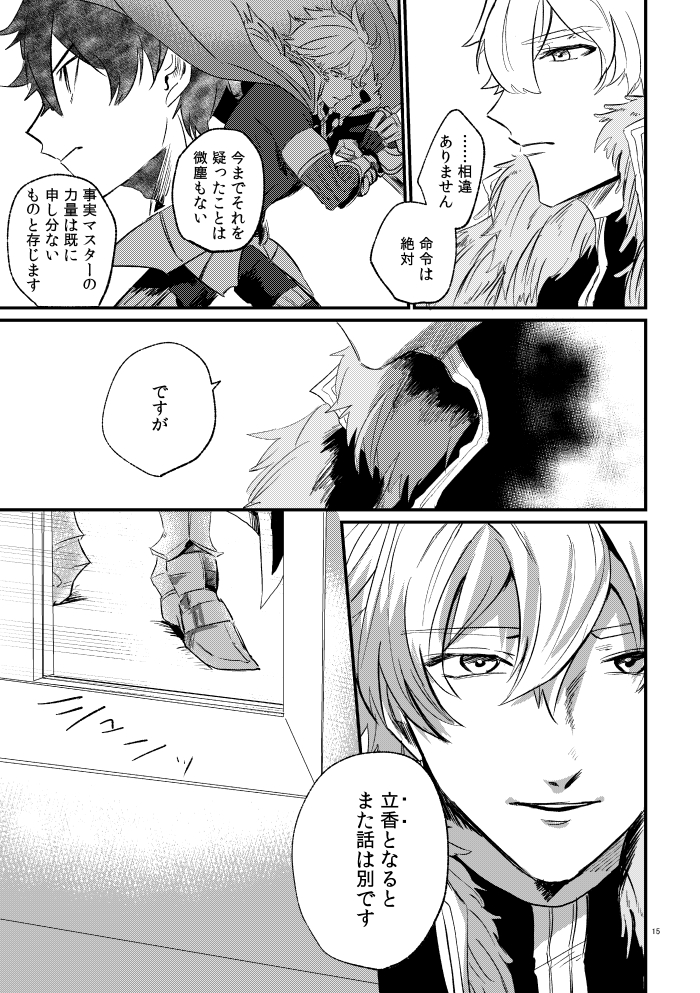 ……相違
ありません
命令は
絶対
今までそれを
疑ったことは
微塵もない
事実マスターの
力量は既に
申し分ない
ものと存じます
ですが
立香となると
また話は別です
シュンッ
15